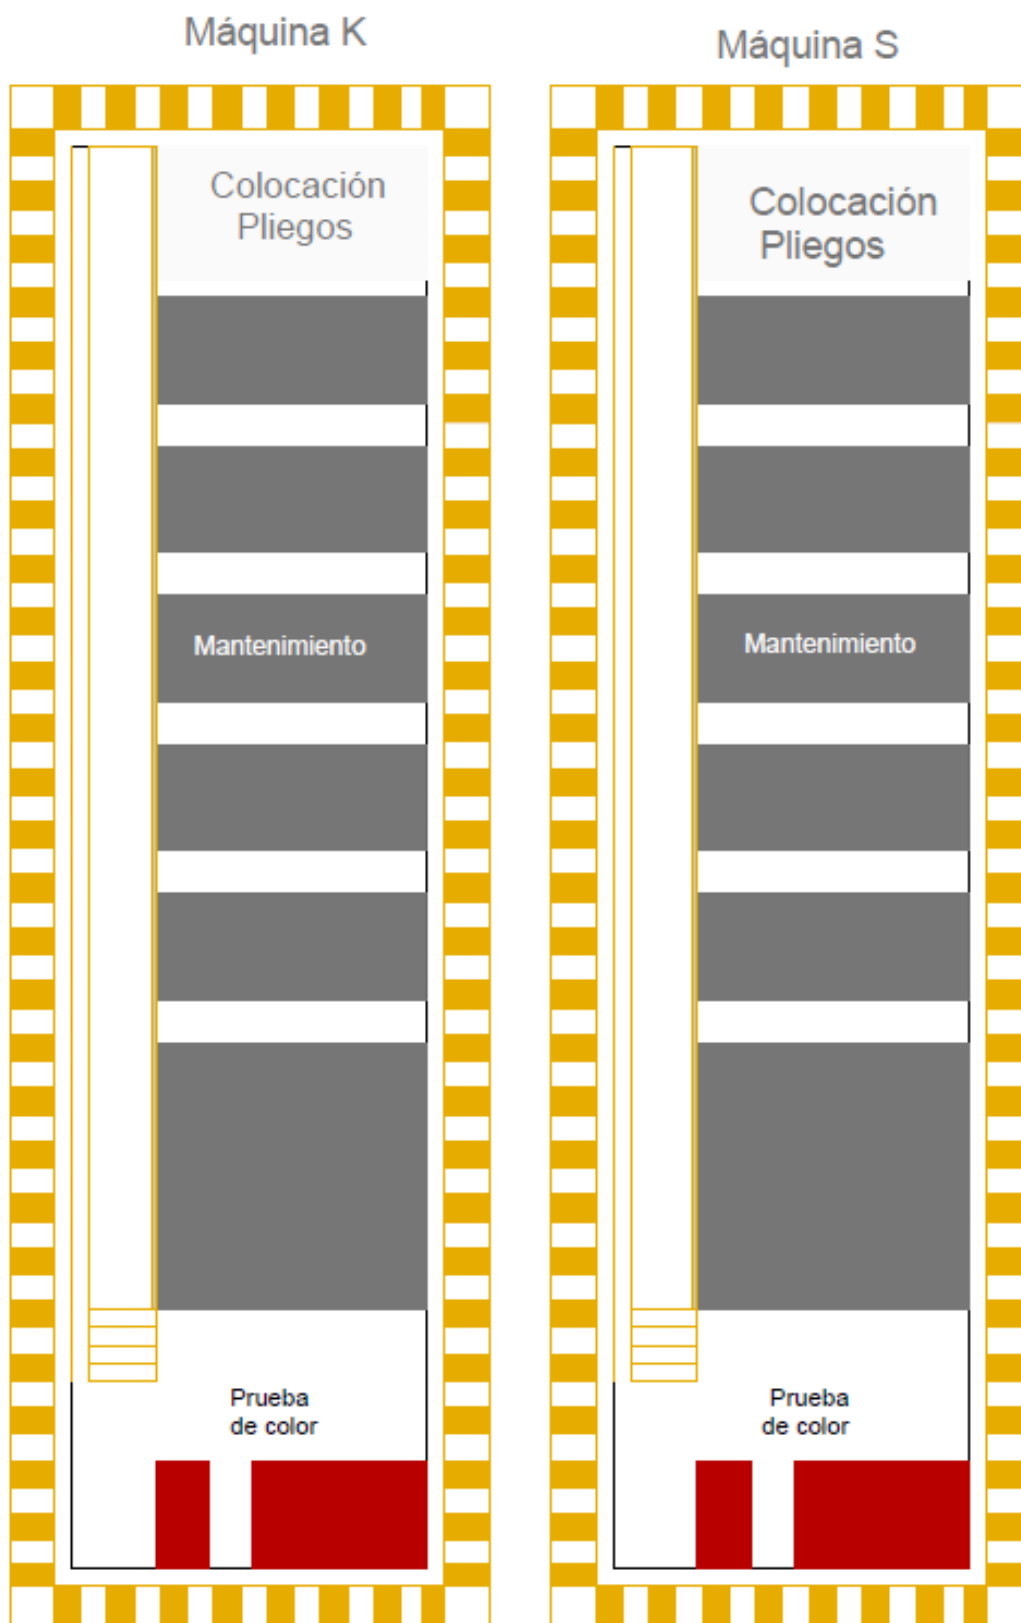 Máquina K
Máquina S
Colocación
Pliegos
Colocación
Pliegos
Mantenimiento
Mantenimiento
Prueba
de color
Prueba
de color